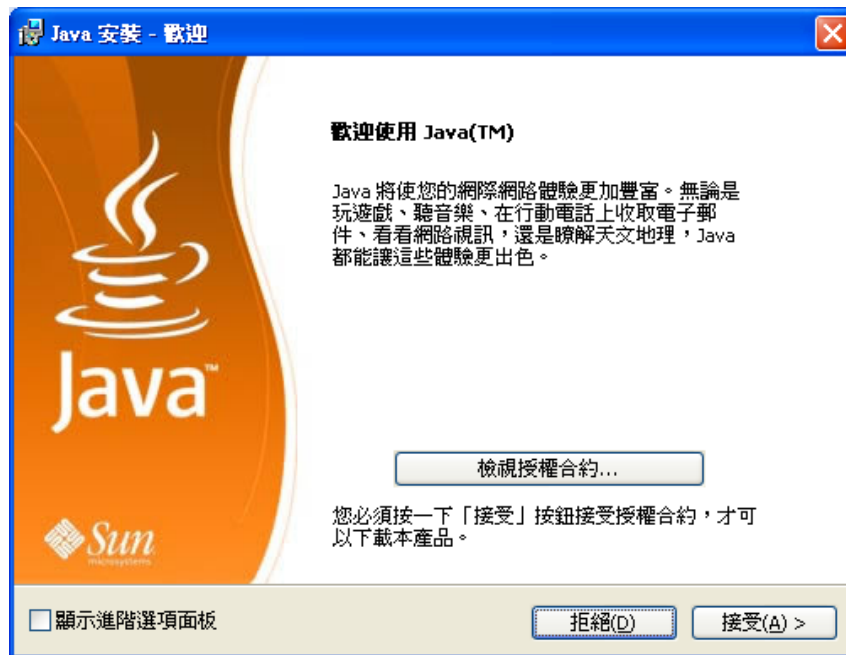 Java 安裝 - 歡迎
歡迎使用 Java(TM)
Java 將使您的網際網路體驗更加豐富。無論是
玩遊戲、聽音樂、在行動電話上收取電子郵
件、看看網路視訊，還是瞭解天文地理，Java
都能讓這些體驗更出色。
Java™
檢視授權合約...
您必須按一下「接受」按鈕接受授權合約，才可
以下載本產品。
Sun
microsystems
顯示進階選項面板
拒絕(D)
接受(A) >